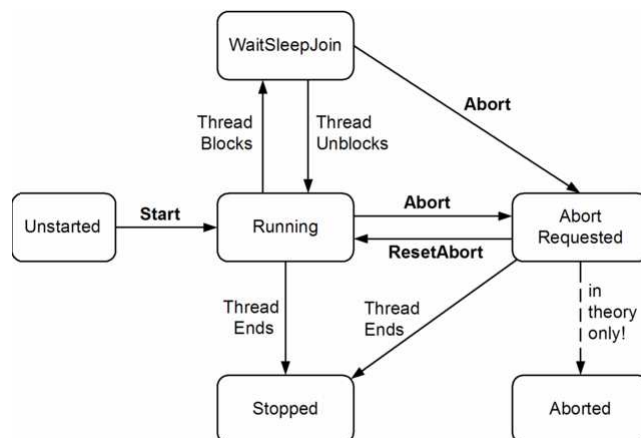 WaitSleepJoin
Abort
Thread
Blocks
Thread
Unblocks
Unstarted
Start
Running
Abort
ResetAbort
Abort
Requested
Thread
Ends
Thread
Ends
in
theory
only!
Stopped
Aborted